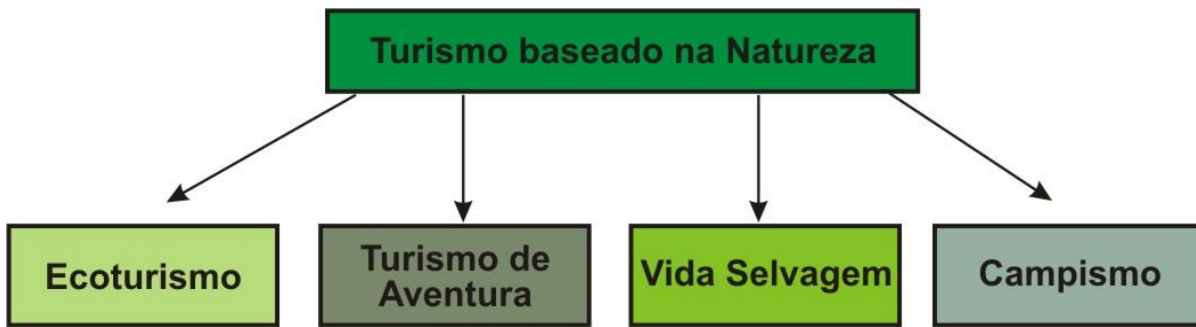 Turismo baseado na Natureza
Ecoturismo
Turismo de
Aventura
Vida Selvagem
Campismo